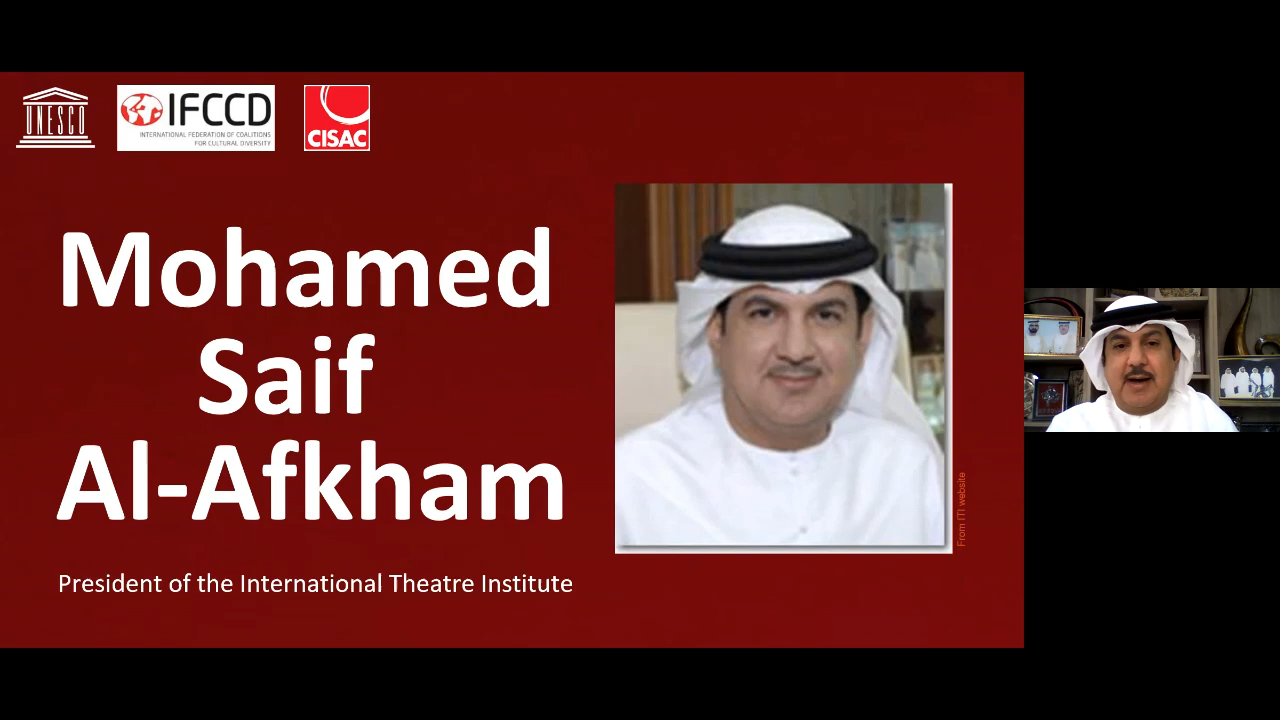 UNESCO
IFCCD
INTERNATIONAL FEDERATION OF COALITIONS
FOR CULTURAL DIVERSITY
CISAC
Mohamed
Saif
Al-Afkham
President of the International Theatre Institute
From ITI website